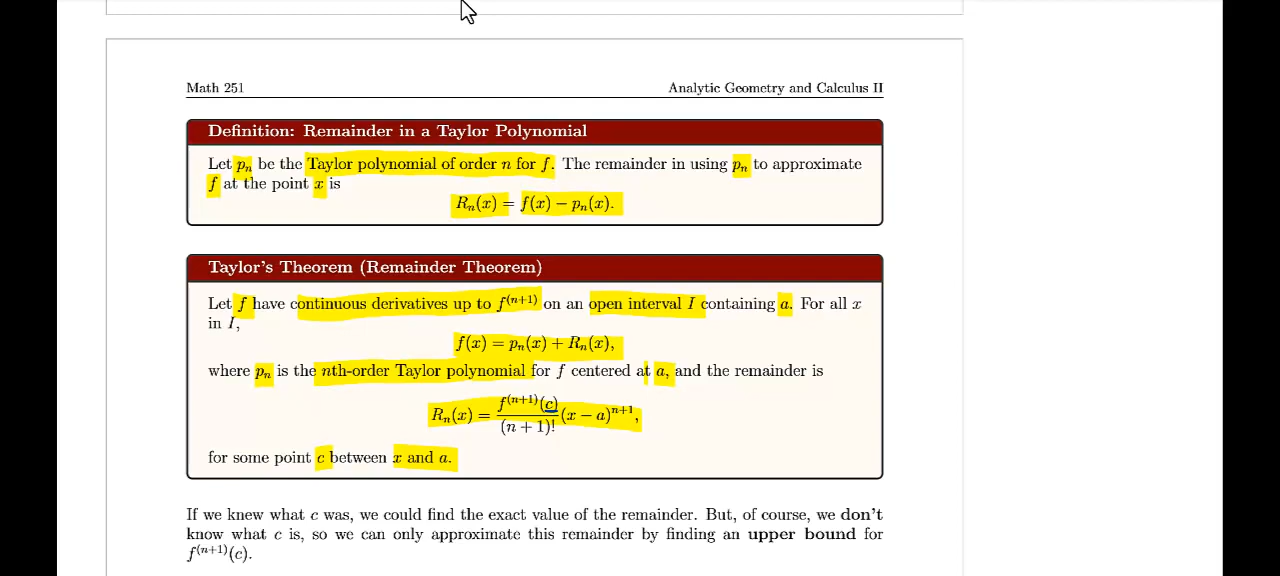 Math 251 Analytic Geometry and Calculus II
Definition: Remainder in a Taylor Polynomial
Let pₙ be the Taylor polynomial of order n for f. The remainder in using pₙ to approximate
f at the point x is
Rₙ(x) = f(x) − pₙ(x).
Taylor's Theorem (Remainder Theorem)
Let f have continuous derivatives up to f⁽ⁿ⁺¹⁾ on an open interval I containing a. For all x
in I,
f(x) = pₙ(x) + Rₙ(x),
where pₙ is the nth-order Taylor polynomial for f centered at a, and the remainder is
Rₙ(x) = f⁽ⁿ⁺¹⁾(c)/(n + 1)! (x − a)ⁿ⁺¹,
for some point c between x and a.
If we knew what c was, we could find the exact value of the remainder. But, of course, we don't
know what c is, so we can only approximate this remainder by finding an upper bound for
f⁽ⁿ⁺¹⁾(c).